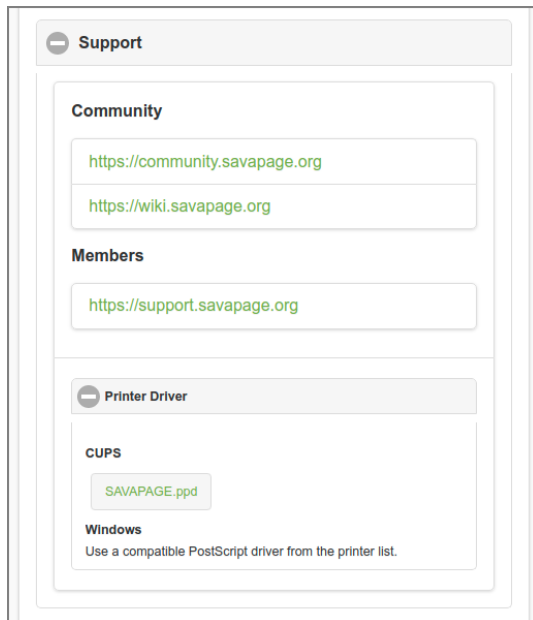 Support
Community
https://community.savapage.org
https://wiki.savapage.org
Members
https://support.savapage.org
Printer Driver
CUPS
SAVAPAGE.ppd
Windows
Use a compatible PostScript driver from the printer list.